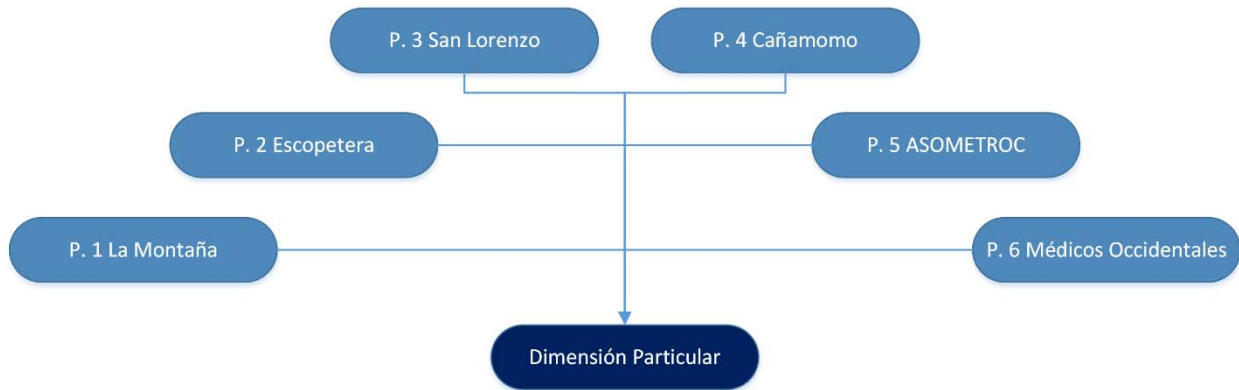 P. 3 San Lorenzo
P. 4 Cañamomo
P. 2 Escopetera
P. 5 ASOMETROC
P. 1 La Montaña
P. 6 Médicos Occidentales
Dimensión Particular